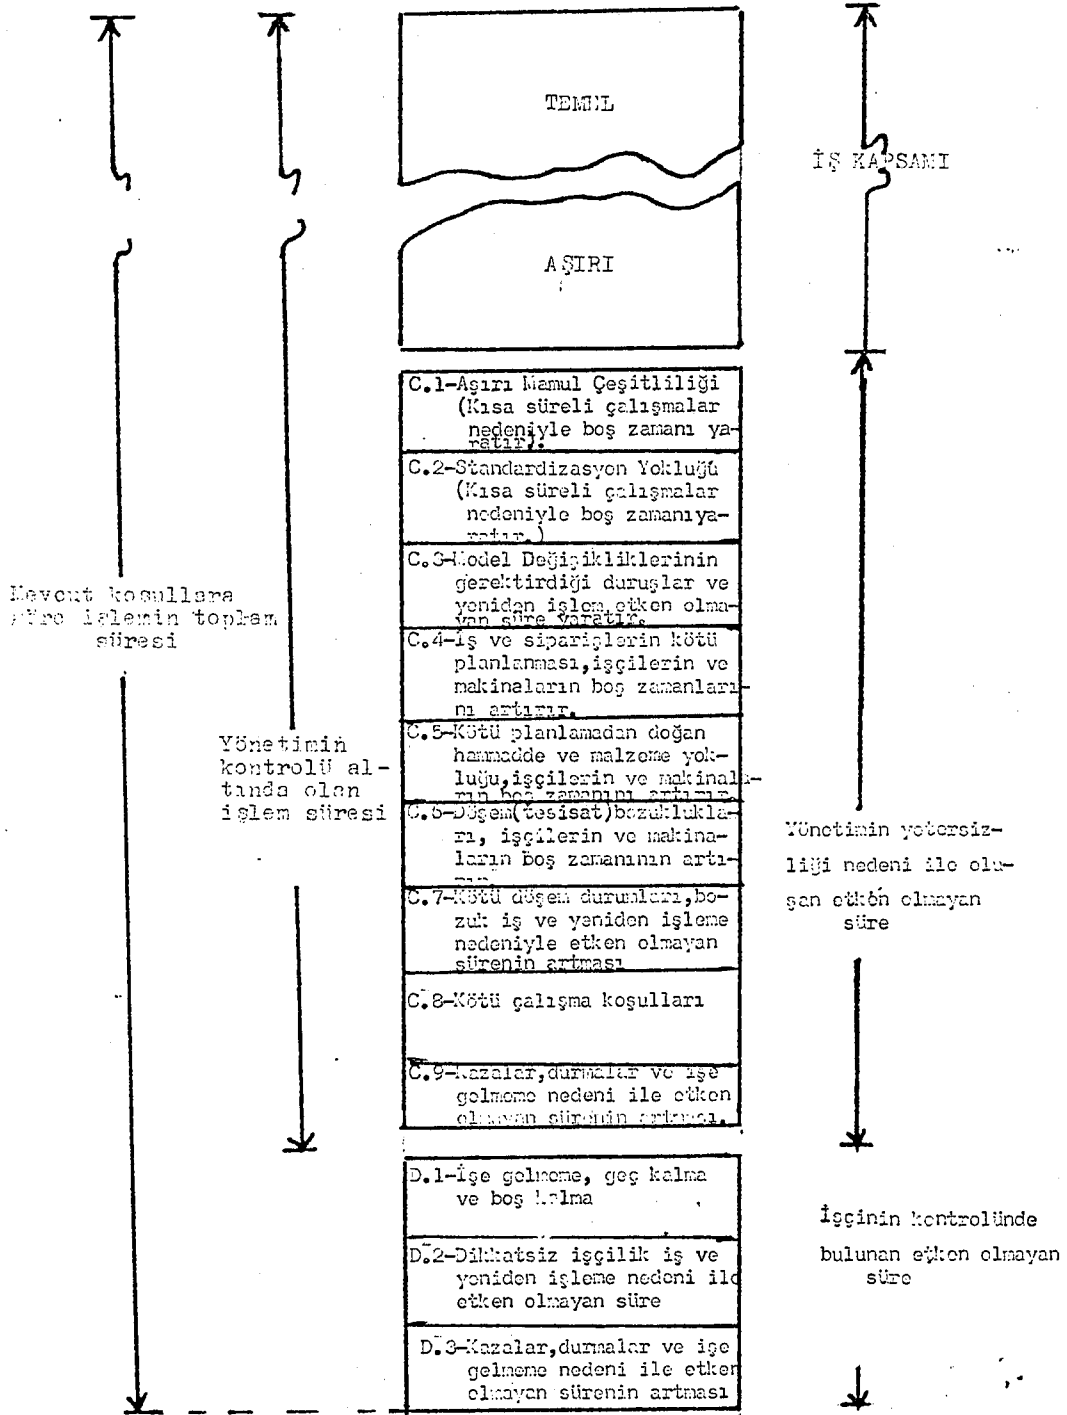 TEMEL
İŞ KAPSAMI
AŞIRI
C.1-Aşırı Mamul Çeşitliliği
(Kısa süreli çalışmalar
nedeniyle boş zamanı ya-
ratır).
C.2-Standardizasyon Yokluğü
(Kısa süreli çalışmalar
nedeniyle boş zamanıya-
ratır.)
C.3-Model Değişikliklerinin
gerektirdiği duruşlar ve
yeniden işlem,etken olma-
yan süre yaratır.
C.4-İş ve siparişlerin kötü
planlanması,işçilerin ve
makinaların boş zamanları-
nı artırır.
C.5-Kötü planlamadan doğan
hammadde ve malzeme yok-
luğu,işçilerin ve makinala-
rın boş zamanını artırır.
C.6-Döşem(tesisat)bozuklukla-
rı, işçilerin ve makina-
ların boş zamanının artı-
C.7-Kötü döşem durumları,bo-
zuk iş ve yeniden işleme
nedeniyle etken olmayan
sürenin artması
C.8-Kötü çalışma koşulları
C.9-Kazalar,durmalar ve işe
gelmeme nedeni ile etken
olmayan sürenin artması.
D.1-İşe gelmeme, geç kalma
ve boş kalma
D.2-Dikkatsiz işçilik iş ve
yeniden işleme nedeni ile
etken olmayan süre
D.3-Kazalar,durmalar ve işe
gelmeme nedeni ile etken
olmayan sürenin artması
Mevcut koşullara
göre işlemin toplam
süresi
Yönetimin
kontrolü al-
tında olan
işlem süresi
Yönetimin yetersiz-
liği nedeni ile olu-
şan etken olmayan
süre
İşçinin kontrolünde
bulunan etken olmayan
süre